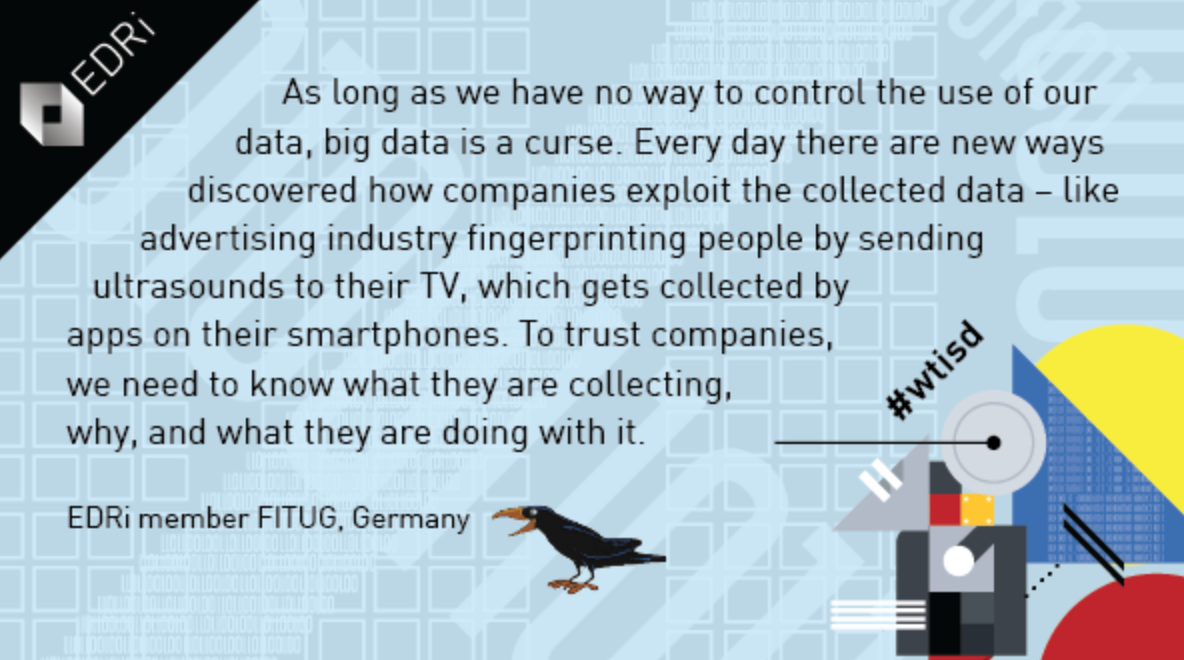 EDRi
As long as we have no way to control the use of our
data, big data is a curse. Every day there are new ways
discovered how companies exploit the collected data – like
advertising industry fingerprinting people by sending
ultrasounds to their TV, which gets collected by
apps on their smartphones. To trust companies,
we need to know what they are collecting,
why, and what they are doing with it.
#wtisd
EDRi member FITUG, Germany